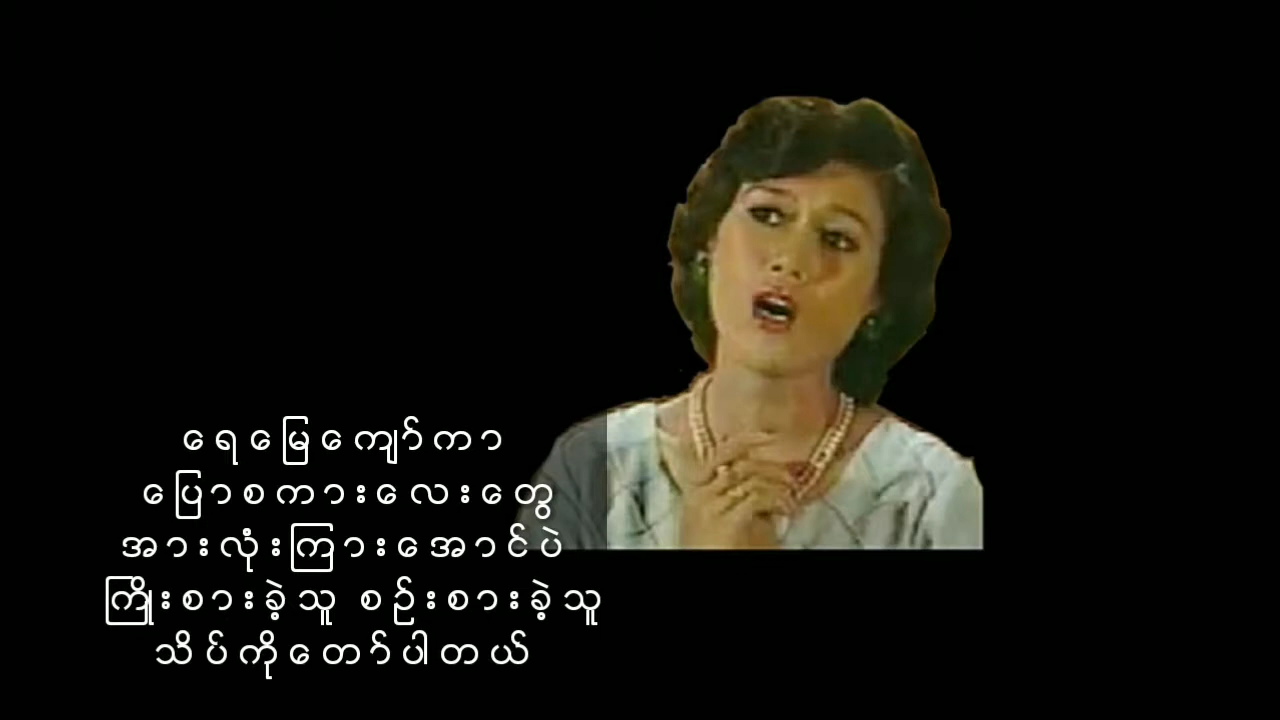 ရေမြေကျော်ကာ
ပြောစကားလေးတွေ
အားလုံးကြားအောင်ပဲ
ကြိုးစားခဲ့သူ စဉ်းစားခဲ့သူ
သိပ်ကိုတော်ပါတယ်